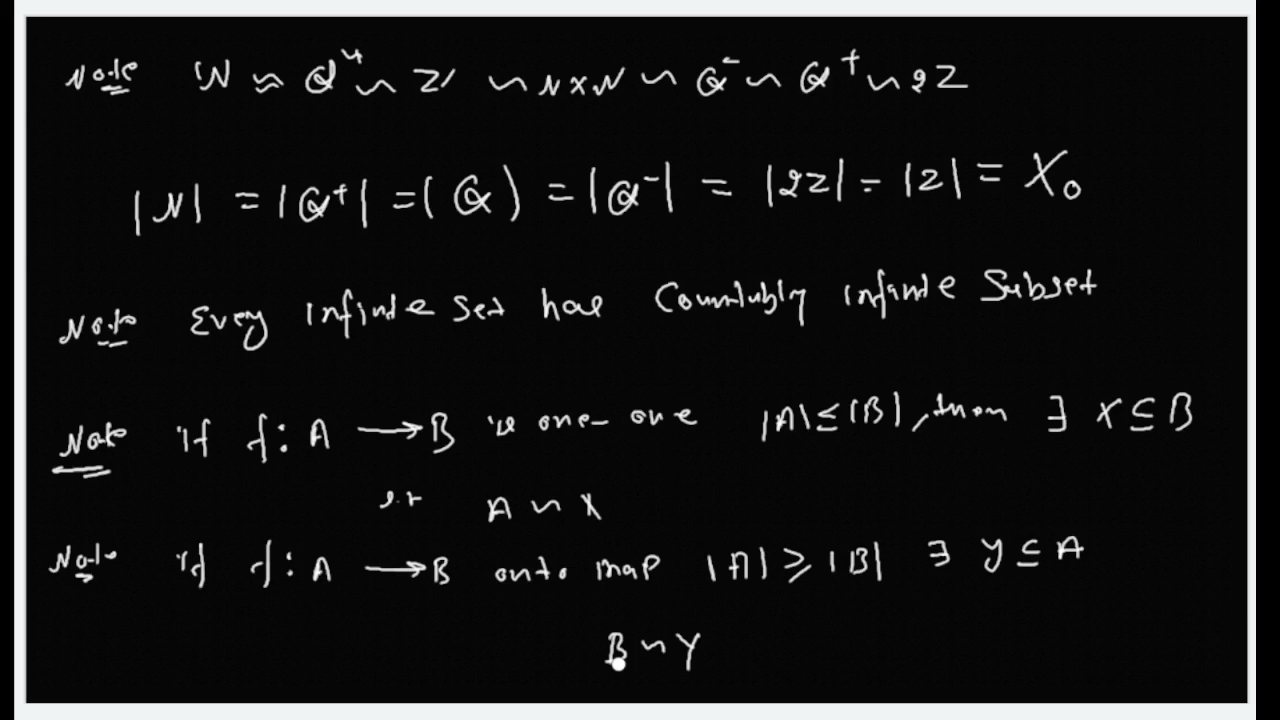 Note N ≈ Q⁺ ~ Z ~ N×N ~ Q⁻ ~ Q⁺ ~ 2Z
|N| = |Q⁺| = |Q| = |Q⁻| = |2Z| = |Z| = X₀
Note Every infinite set has Countably infinite Subset
Note if f: A → B is one-one |A| ≤ |B|, then ∃ X ⊆ B
s.t A ~ X
Note if f: A → B onto map |A| ≥ |B| ∃ Y ⊆ A
B ~ Y